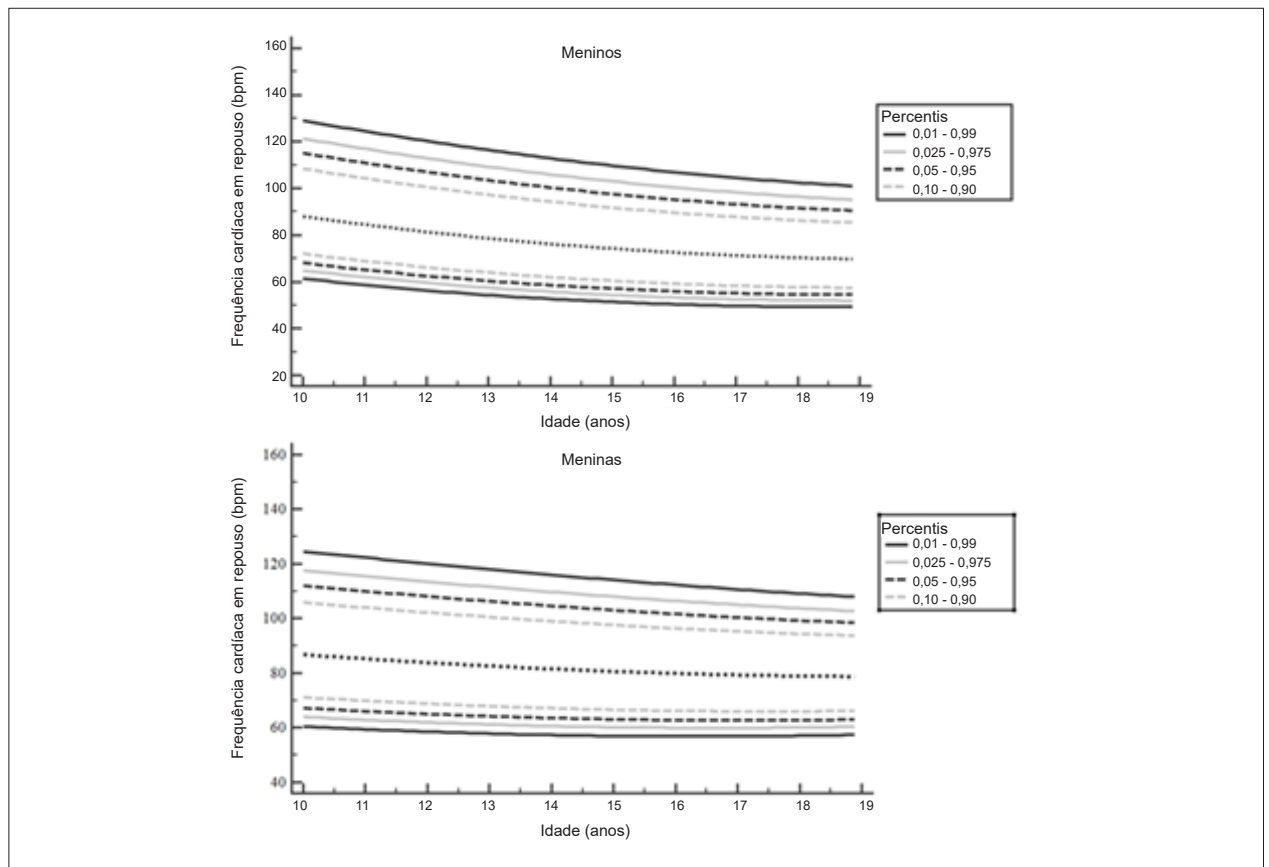 Meninos
Frequência cardíaca em repouso (bpm)
160
140
120
100
80
60
40
20
10 11 12 13 14 15 16 17 18 19
Idade (anos)
Percentis
0,01 - 0,99
0,025 - 0,975
0,05 - 0,95
0,10 - 0,90
Meninas
Frequência cardíaca em repouso (bpm)
160
140
120
100
80
60
40
10 11 12 13 14 15 16 17 18 19
Idade (anos)
Percentis
0,01 - 0,99
0,025 - 0,975
0,05 - 0,95
0,10 - 0,90